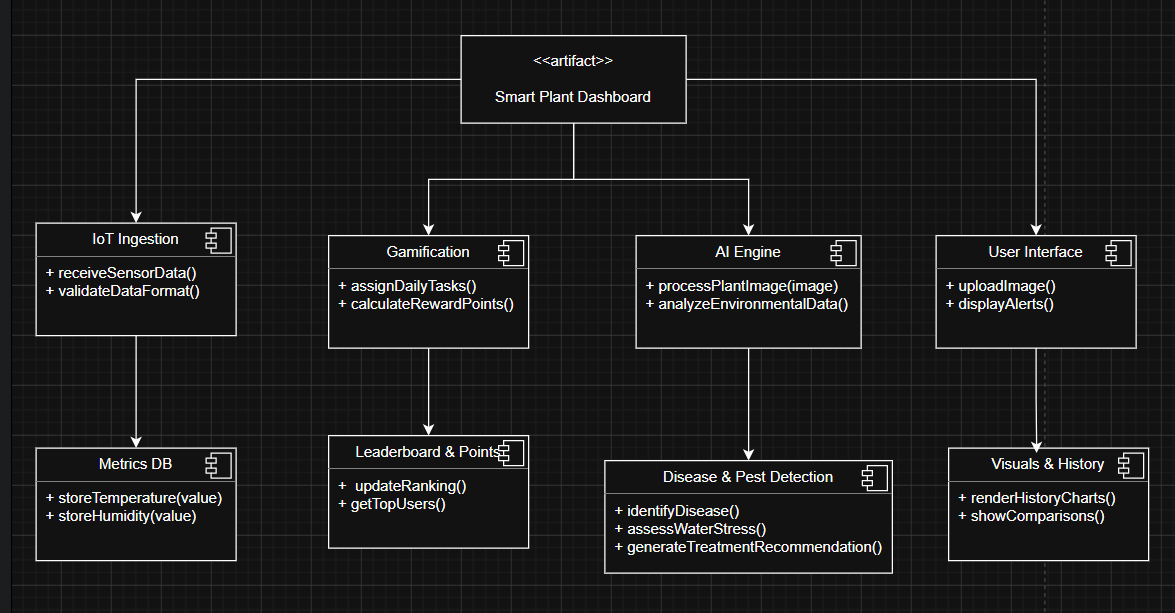 <<artifact>>
Smart Plant Dashboard
IoT Ingestion
+ receiveSensorData()
+ validateDataFormat()
Gamification
+ assignDailyTasks()
+ calculateRewardPoints()
AI Engine
+ processPlantImage(image)
+ analyzeEnvironmentalData()
User Interface
+ uploadImage()
+ displayAlerts()
Metrics DB
+ storeTemperature(value)
+ storeHumidity(value)
Leaderboard & Points
+ updateRanking()
+ getTopUsers()
Disease & Pest Detection
+ identifyDisease()
+ assessWaterStress()
+ generateTreatmentRecommendation()
Visuals & History
+ renderHistoryCharts()
+ showComparisons()